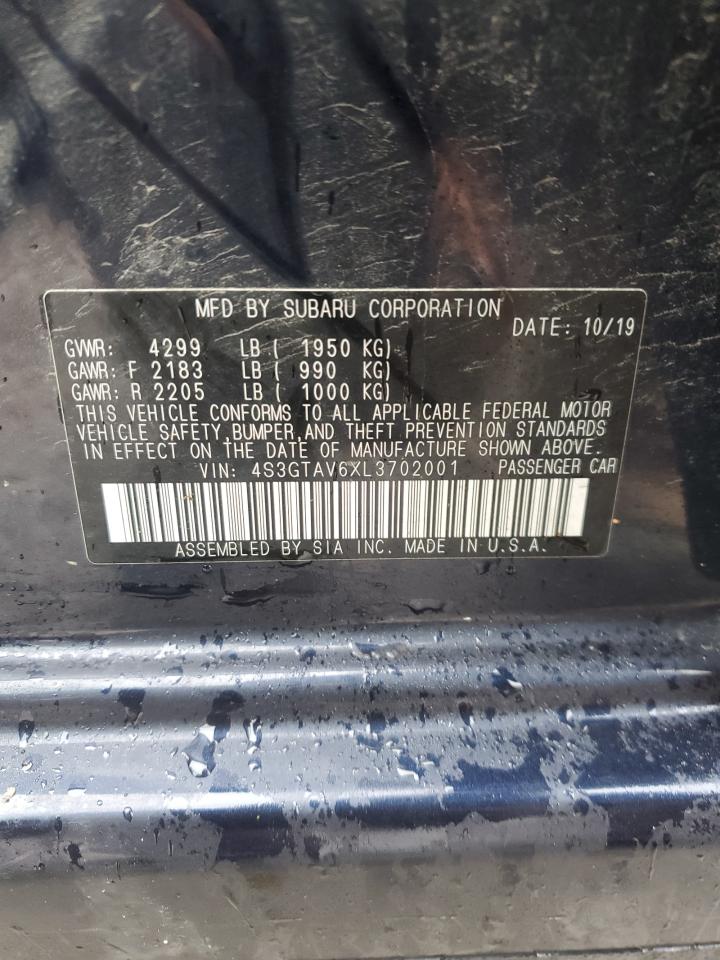 MFD BY SUBARU CORPORATION
DATE: 10/19
GVWR: 4299 LB ( 1950 KG)
GAWR: F 2183 LB ( 990 KG)
GAWR: R 2205 LB ( 1000 KG)
THIS VEHICLE CONFORMS TO ALL APPLICABLE FEDERAL MOTOR
VEHICLE SAFETY,BUMPER,AND THEFT PREVENTION STANDARDS
IN EFFECT ON THE DATE OF MANUFACTURE SHOWN ABOVE.
VIN: 4S3GTAV6XL3702001 PASSENGER CAR
ASSEMBLED BY SIA INC. MADE IN U.S.A.